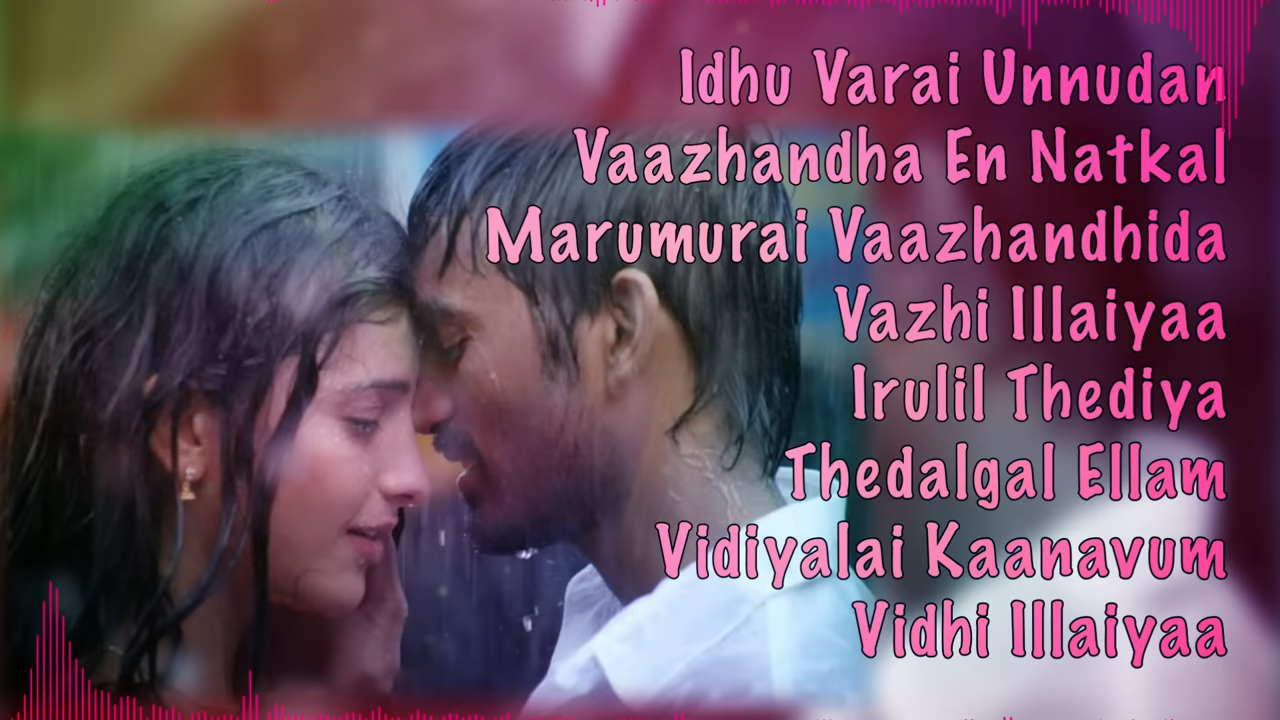 Idhu Varai Unnudan
Vaazhandha En Natkal
Marumurai Vaazhandhida
Vazhi Illaiyaa
Irulil Thediya
Thedalgal Ellam
Vidiyalai Kaanavum
Vidhi Illaiyaa